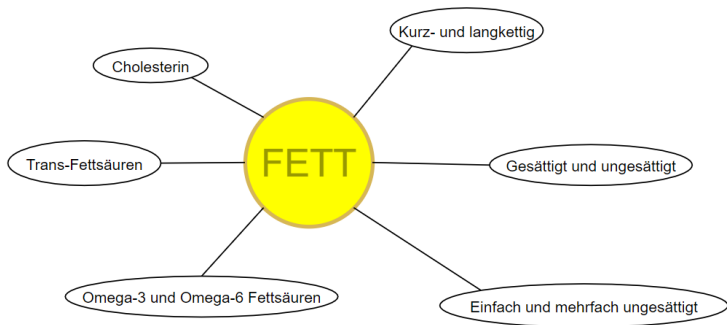 Kurz- und langkettig
Cholesterin
FETT
Trans-Fettsäuren
Gesättigt und ungesättigt
Omega-3 und Omega-6 Fettsäuren
Einfach und mehrfach ungesättigt